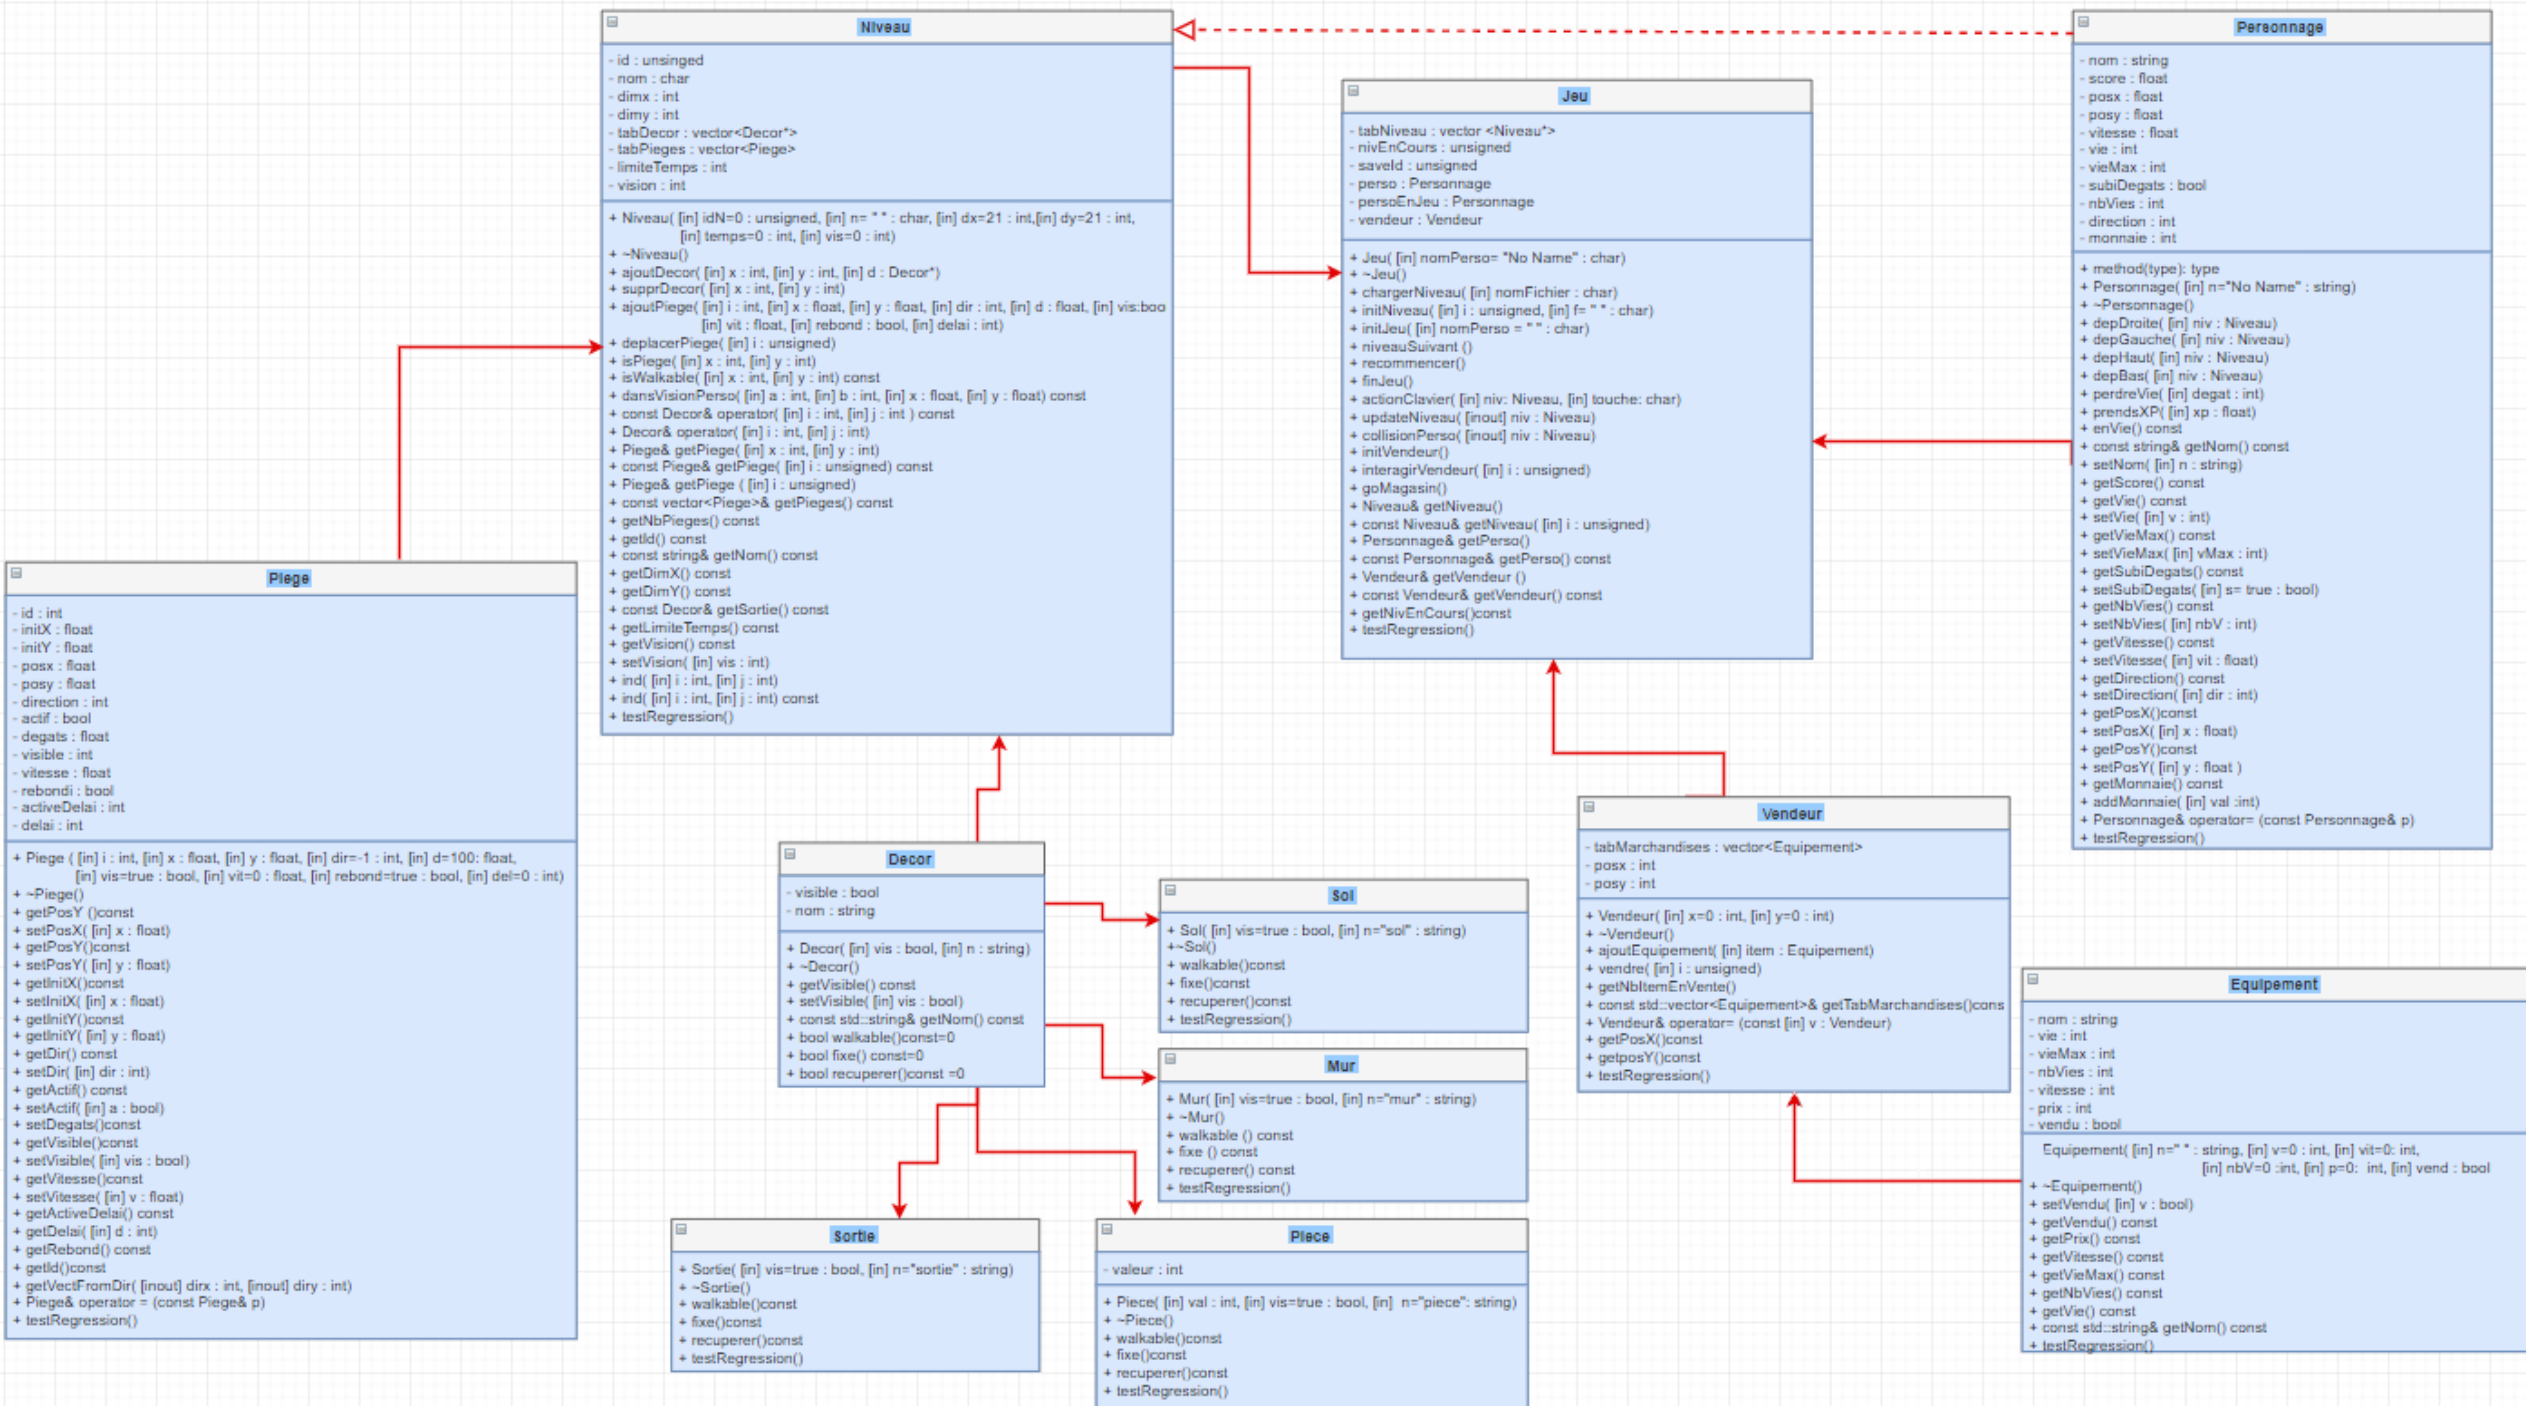 Niveau
- id : unsinged
- nom : char
- dimx : int
- dimy : int
- tabDecor : vector<Decor*>
- tabPieges : vector<Piege>
- limiteTemps : int
- vision : int
+ Niveau( [in] idN=0 : unsigned, [in] n= " " : char, [in] dx=21 : int,[in] dy=21 : int,
[in] temps=0 : int, [in] vis=0 : int)
+ ~Niveau()
+ ajoutDecor( [in] x : int, [in] y : int, [in] d : Decor*)
+ supprDecor( [in] x : int, [in] y : int)
+ ajoutPiege( [in] i : int, [in] x : float, [in] y : float, [in] dir : int, [in] d : float, [in] vis:boo
[in] vit : float, [in] rebond : bool, [in] delai : int)
+ deplacerPiege( [in] i : unsigned)
+ isPiege( [in] x : int, [in] y : int)
+ isWalkable( [in] x : int, [in] y : int) const
+ dansVisionPerso( [in] a : int, [in] b : int, [in] x : float, [in] y : float) const
+ const Decor& operator( [in] i : int, [in] j : int ) const
+ Decor& operator( [in] i : int, [in] j : int)
+ Piege& getPiege( [in] x : int, [in] y : int)
+ const Piege& getPiege( [in] i : unsigned) const
+ Piege& getPiege ( [in] i : unsigned)
+ const vector<Piege>& getPieges() const
+ getNbPieges() const
+ getId() const
+ const string& getNom() const
+ getDimX() const
+ getDimY() const
+ const Decor& getSortie() const
+ getLimiteTemps() const
+ getVision() const
+ setVision( [in] vis : int)
+ ind( [in] i : int, [in] j : int)
+ ind( [in] i : int, [in] j : int) const
+ testRegression()
Jeu
- tabNiveau : vector <Niveau*>
- nivEnCours : unsigned
- saveId : unsigned
- perso : Personnage
- persoEnJeu : Personnage
- vendeur : Vendeur
+ Jeu( [in] nomPerso= "No Name" : char)
+ ~Jeu()
+ chargerNiveau( [in] nomFichier : char)
+ initNiveau( [in] i : unsigned, [in] f= " " : char)
+ initJeu( [in] nomPerso = " " : char)
+ niveauSuivant ()
+ recommencer()
+ finJeu()
+ actionClavier( [in] niv: Niveau, [in] touche: char)
+ updateNiveau( [inout] niv : Niveau)
+ collisionPerso( [inout] niv : Niveau)
+ initVendeur()
+ interagirVendeur( [in] i : unsigned)
+ goMagasin()
+ Niveau& getNiveau()
+ const Niveau& getNiveau( [in] i : unsigned)
+ Personnage& getPerso()
+ const Personnage& getPerso() const
+ Vendeur& getVendeur ()
+ const Vendeur& getVendeur() const
+ getNivEnCours()const
+ testRegression()
Personnage
- nom : string
- score : float
- posx : float
- posy : float
- vitesse : float
- vie : int
- vieMax : int
- subiDegats : bool
- nbVies : int
- direction : int
- monnaie : int
+ method(type): type
+ Personnage( [in] n="No Name" : string)
+ ~Personnage()
+ depDroite( [in] niv : Niveau)
+ depGauche( [in] niv : Niveau)
+ depHaut( [in] niv : Niveau)
+ depBas( [in] niv : Niveau)
+ perdreVie( [in] degat : int)
+ prendsXP( [in] xp : float)
+ enVie() const
+ const string& getNom() const
+ setNom( [in] n : string)
+ getScore() const
+ getVie() const
+ setVie( [in] v : int)
+ getVieMax() const
+ setVieMax( [in] vMax : int)
+ getSubiDegats() const
+ setSubiDegats( [in] s= true : bool)
+ getNbVies() const
+ setNbVies( [in] nbV : int)
+ getVitesse() const
+ setVitesse( [in] vit : float)
+ getDirection() const
+ setDirection( [in] dir : int)
+ getPosX()const
+ setPosX( [in] x : float)
+ getPosY()const
+ setPosY( [in] y : float )
+ getMonnaie() const
+ addMonnaie( [in] val :int)
+ Personnage& operator= (const Personnage& p)
+ testRegression()
Piege
- id : int
- initX : float
- initY : float
- posx : float
- posy : float
- direction : int
- actif : bool
- degats : float
- visible : int
- vitesse : float
- rebondi : bool
- activeDelai : int
- delai : int
+ Piege ( [in] i : int, [in] x : float, [in] y : float, [in] dir=-1 : int, [in] d=100: float,
[in] vis=true : bool, [in] vit=0 : float, [in] rebond=true : bool, [in] del=0 : int)
+ ~Piege()
+ getPosY ()const
+ setPosX( [in] x : float)
+ getPosY()const
+ setPosY( [in] y : float)
+ getInitX()const
+ setInitX( [in] x : float)
+ getInitY()const
+ getInitY( [in] y : float)
+ getDir() const
+ setDir( [in] dir : int)
+ getActif() const
+ setActif( [in] a : bool)
+ setDegats()const
+ getVisible()const
+ setVisible( [in] vis : bool)
+ getVitesse()const
+ setVitesse( [in] v : float)
+ getActiveDelai() const
+ getDelai( [in] d : int)
+ getRebond() const
+ getId()const
+ getVectFromDir( [inout] dirx : int, [inout] diry : int)
+ Piege& operator = (const Piege& p)
+ testRegression()
Decor
- visible : bool
- nom : string
+ Decor( [in] vis : bool, [in] n : string)
+ ~Decor()
+ getVisible() const
+ setVisible( [in] vis : bool)
+ const std::string& getNom() const
+ bool walkable()const=0
+ bool fixe() const=0
+ bool recuperer()const =0
Sol
+ Sol( [in] vis=true : bool, [in] n="sol" : string)
+~Sol()
+ walkable()const
+ fixe()const
+ recuperer()const
+ testRegression()
Mur
+ Mur( [in] vis=true : bool, [in] n="mur" : string)
+ ~Mur()
+ walkable () const
+ fixe () const
+ recuperer() const
+ testRegression()
Sortie
+ Sortie( [in] vis=true : bool, [in] n="sortie" : string)
+ ~Sortie()
+ walkable()const
+ fixe()const
+ recuperer()const
+ testRegression()
Piece
- valeur : int
+ Piece( [in] val : int, [in] vis=true : bool, [in] n="piece": string)
+ ~Piece()
+ walkable()const
+ fixe()const
+ recuperer()const
+ testRegression()
Vendeur
- tabMarchandises : vector<Equipement>
- posx : int
- posy : int
+ Vendeur( [in] x=0 : int, [in] y=0 : int)
+ ~Vendeur()
+ ajoutEquipement( [in] item : Equipement)
+ vendre( [in] i : unsigned)
+ getNbItemEnVente()
+ const std::vector<Equipement>& getTabMarchandises()cons
+ Vendeur& operator= (const [in] v : Vendeur)
+ getPosX()const
+ getposY()const
+ testRegression()
Equipement
- nom : string
- vie : int
- vieMax : int
- nbVies : int
- vitesse : int
- prix : int
- vendu : bool
Equipement( [in] n=" " : string, [in] v=0 : int, [in] vit=0: int,
[in] nbV=0 :int, [in] p=0: int, [in] vend : bool
+ ~Equipement()
+ setVendu( [in] v : bool)
+ getVendu() const
+ getPrix() const
+ getVitesse() const
+ getVieMax() const
+ getNbVies() const
+ getVie() const
+ const std::string& getNom() const
+ testRegression()